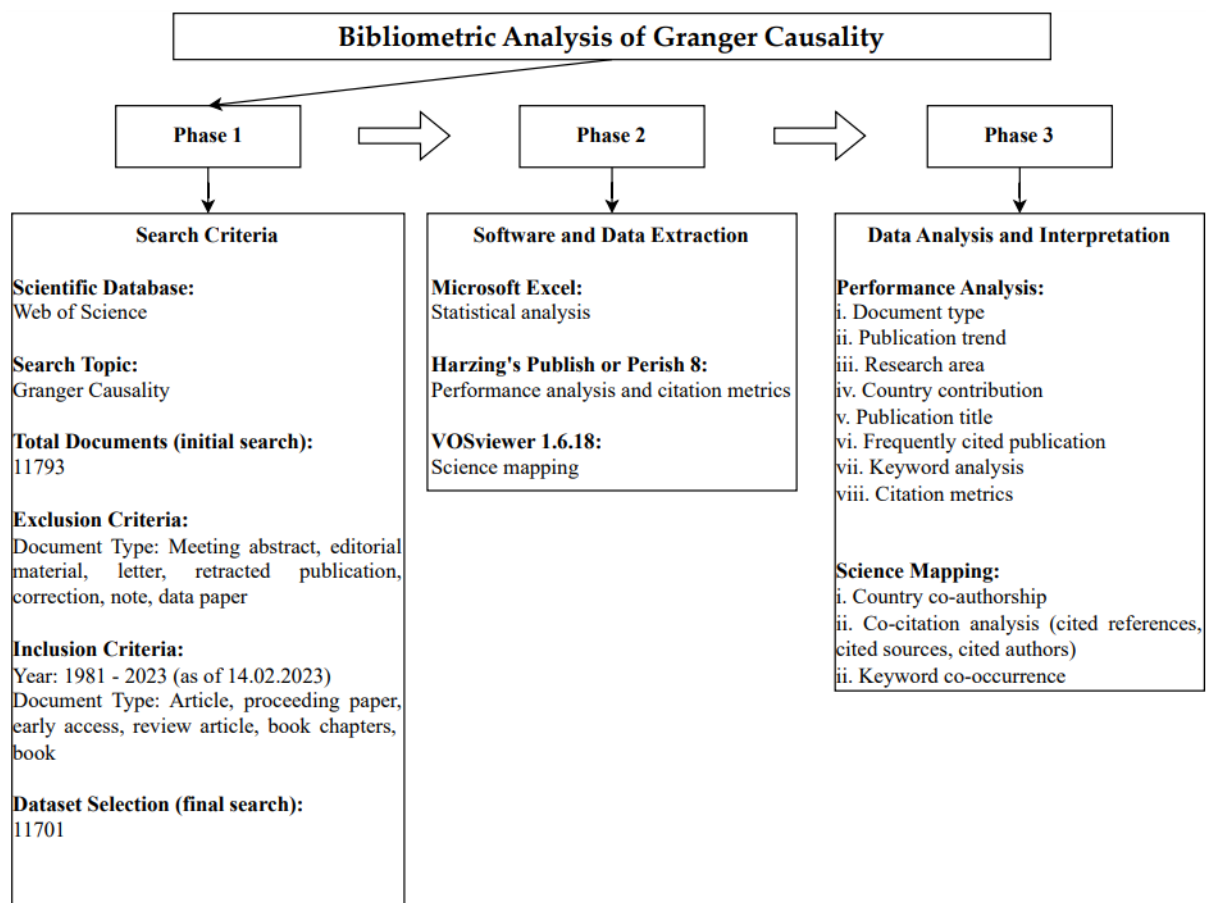 Bibliometric Analysis of Granger Causality
Phase 1
Phase 2
Phase 3
Search Criteria
Scientific Database:
Web of Science
Search Topic:
Granger Causality
Total Documents (initial search):
11793
Exclusion Criteria:
Document Type: Meeting abstract, editorial
material, letter, retracted publication,
correction, note, data paper
Inclusion Criteria:
Year: 1981 - 2023 (as of 14.02.2023)
Document Type: Article, proceeding paper,
early access, review article, book chapters,
book
Dataset Selection (final search):
11701
Software and Data Extraction
Microsoft Excel:
Statistical analysis
Harzing's Publish or Perish 8:
Performance analysis and citation metrics
VOSviewer 1.6.18:
Science mapping
Data Analysis and Interpretation
Performance Analysis:
i. Document type
ii. Publication trend
iii. Research area
iv. Country contribution
v. Publication title
vi. Frequently cited publication
vii. Keyword analysis
viii. Citation metrics
Science Mapping:
i. Country co-authorship
ii. Co-citation analysis (cited references,
cited sources, cited authors)
ii. Keyword co-occurrence